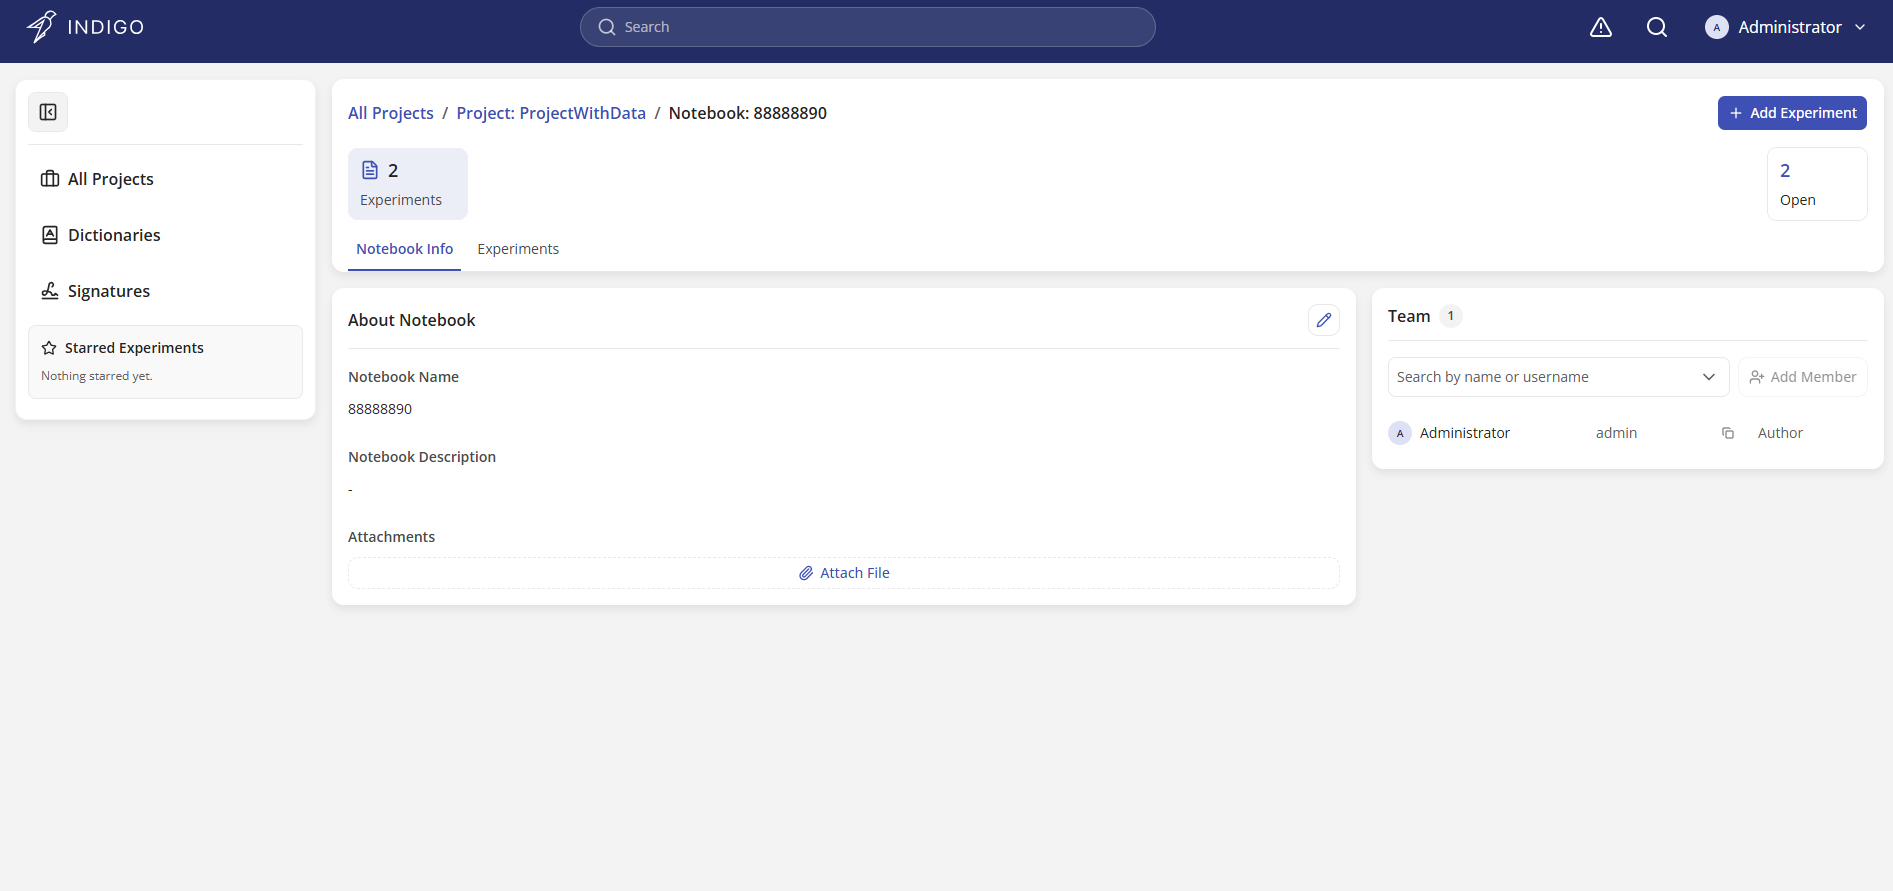 INDIGO
Search
A Administrator
All Projects
Dictionaries
Signatures
Starred Experiments
Nothing starred yet.
All Projects / Project: ProjectWithData / Notebook: 88888890
Add Experiment
2
Experiments
2
Open
Notebook Info Experiments
About Notebook
Notebook Name
88888890
Notebook Description
-
Attachments
Attach File
Team 1
Search by name or username
Add Member
A Administrator admin Author